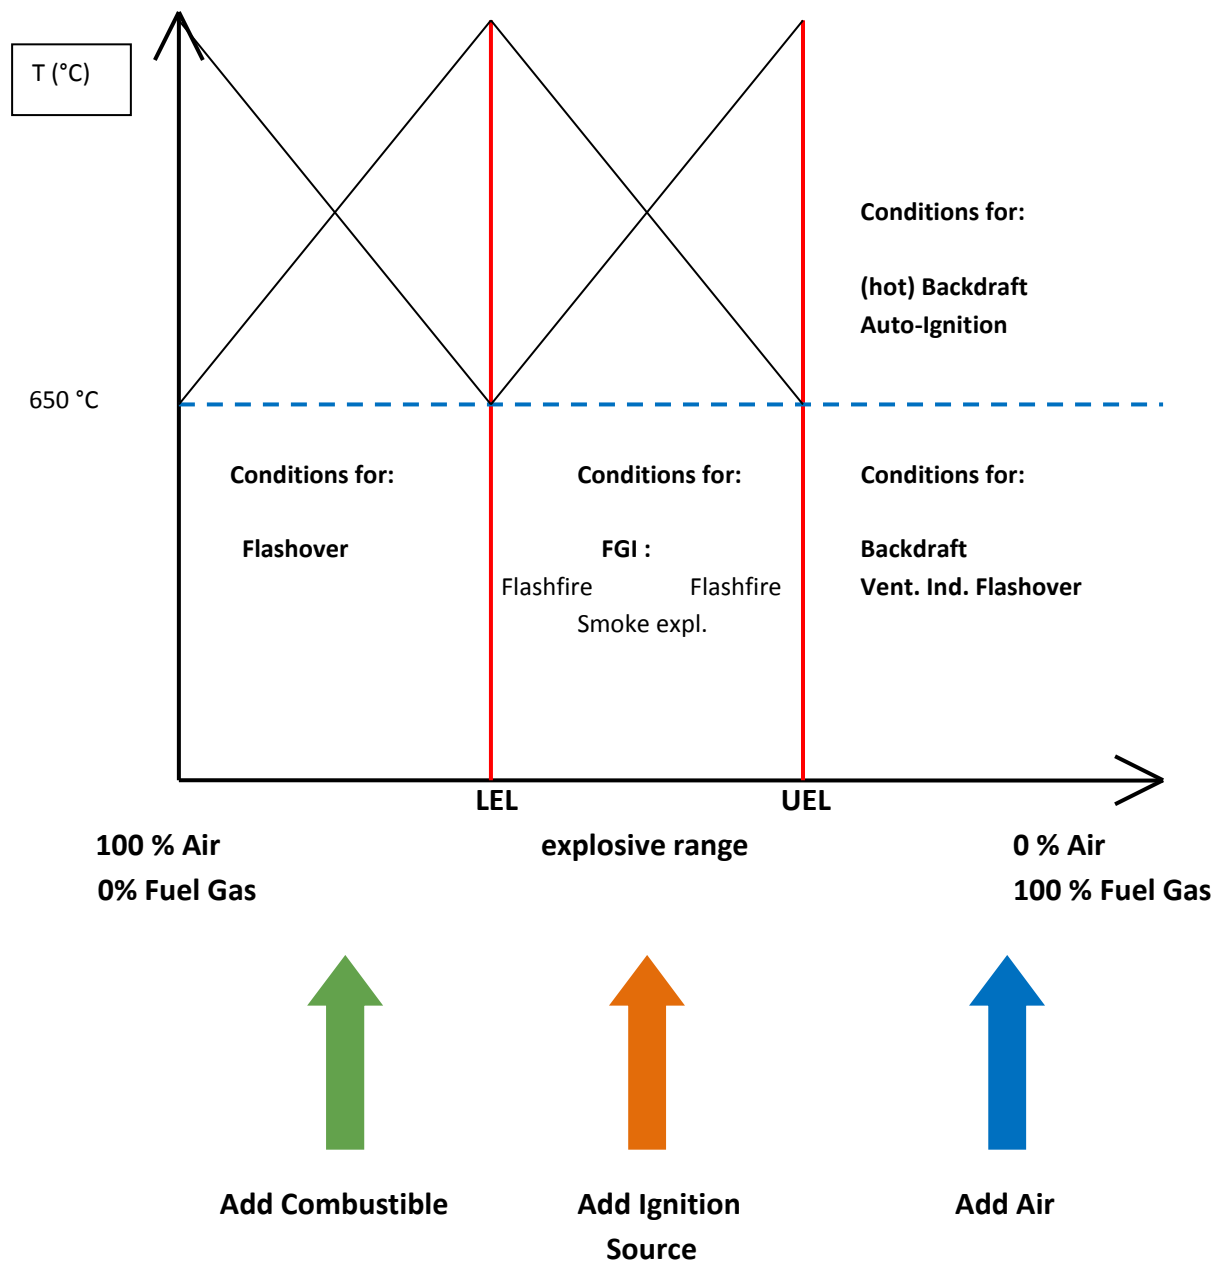 T (°C)
Conditions for:
(hot) Backdraft
Auto-Ignition
650 °C
Conditions for:
Flashover
Conditions for:
FGI :
Flashfire Flashfire
Smoke expl.
Conditions for:
Backdraft
Vent. Ind. Flashover
LEL
UEL
100 % Air
0% Fuel Gas
explosive range
0 % Air
100 % Fuel Gas
Add Combustible
Add Ignition
Source
Add Air